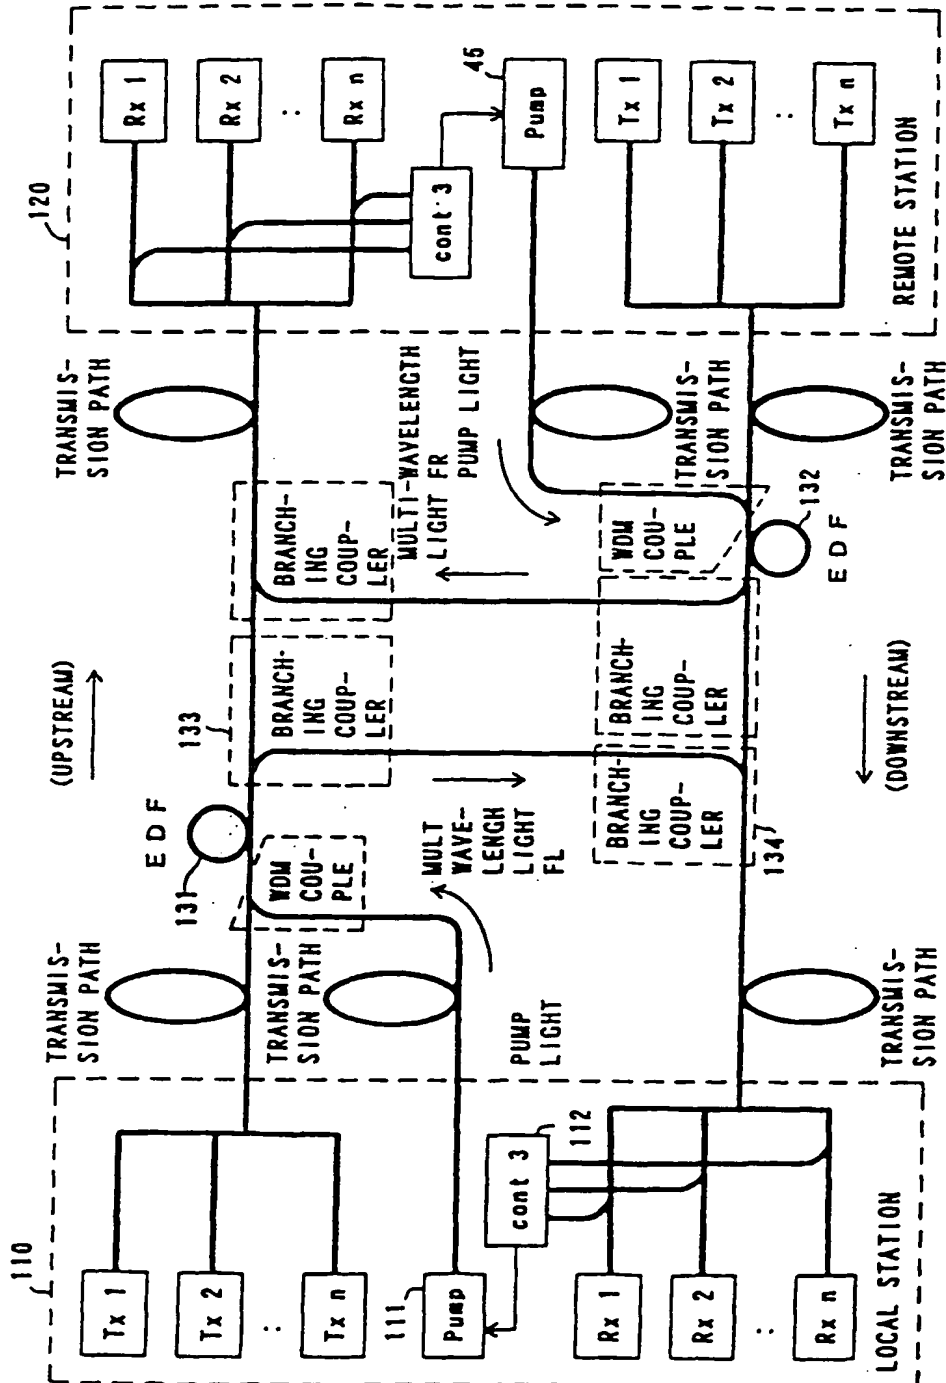 110
120
Tx 1
Tx 2
:
Tx n
111
Pump
cont 3
112
Rx 1
Rx 2
:
Rx n
LOCAL STATION
TRANSMIS-
SION PATH
TRANSMIS-
SION PATH
PUMP
LIGHT
TRANSMIS-
SION PATH
131
EDF
WDM
COU-
PLE
MULT
WAVE-
LENGH
LIGHT
FL
(UPSTREAM)
133
BRANCH-
ING
COUP-
LER
BRANCH-
ING
COUP-
LER
BRANCH-
ING
COUP-
LER
134
BRANCH-
ING
COUP-
LER
(DOWNSTREAM)
MULTI-WAVELENGTH
LIGHT FR
PUMP LIGHT
WDM
COU-
PLE
132
EDF
TRANSMIS-
SION PATH
TRANSMIS-
SION PATH
TRANSMIS-
SION PATH
Rx 1
Rx 2
:
Rx n
cont 3
45
Pump
Tx 1
Tx 2
:
Tx n
REMOTE STATION